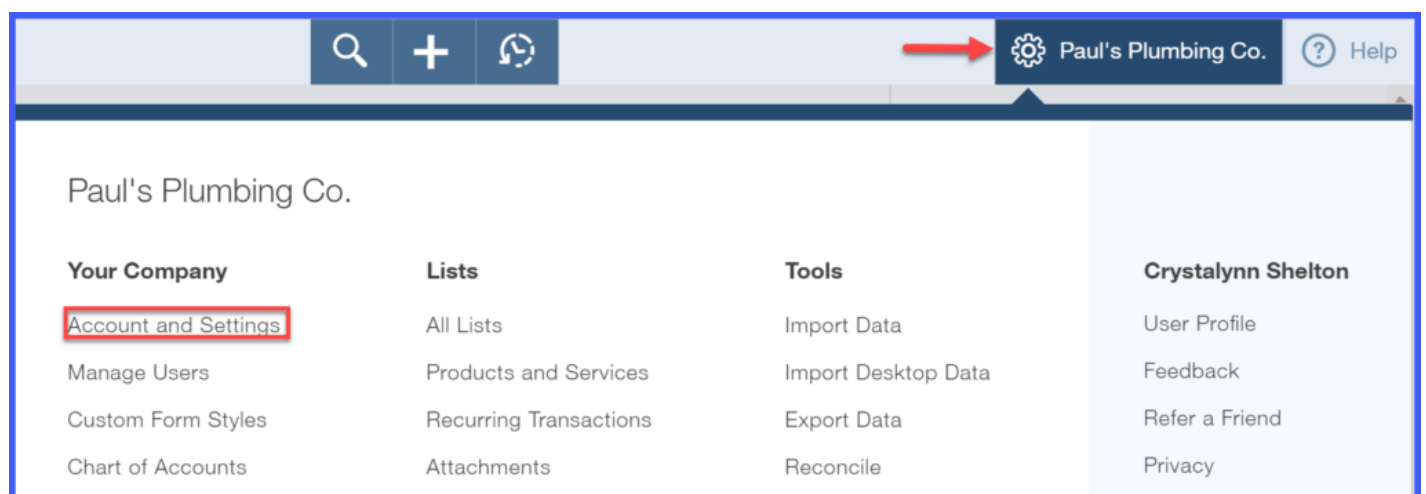 Paul's Plumbing Co.
? Help
Paul's Plumbing Co.
Your Company
Account and Settings
Manage Users
Custom Form Styles
Chart of Accounts
Lists
All Lists
Products and Services
Recurring Transactions
Attachments
Tools
Import Data
Import Desktop Data
Export Data
Reconcile
Crystalynn Shelton
User Profile
Feedback
Refer a Friend
Privacy